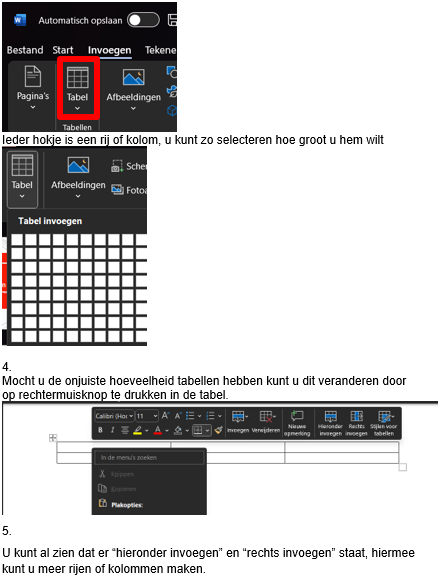 Automatisch opslaan
Bestand Start Invoegen Tekene
Pagina's Tabel Afbeeldingen
Tabellen
Ieder hokje is een rij of kolom, u kunt zo selecteren hoe groot u hem wilt
Tabel Afbeeldingen Scher
Fotoa
Tabel invoegen
4.
Mocht u de onjuiste hoeveelheid tabellen hebben kunt u dit veranderen door
op rechtermuisknop te drukken in de tabel.
Calibri (Hoo 11 A A
B I Invoegen Verwijderen Nieuwe opmerking Hieronder invoegen Rechts invoegen Stijlen voor tabellen
In de menu's zoeken
Knippen
Kopiëren
Plakopties:
5.
U kunt al zien dat er “hieronder invoegen” en “rechts invoegen” staat, hiermee
kunt u meer rijen of kolommen maken.